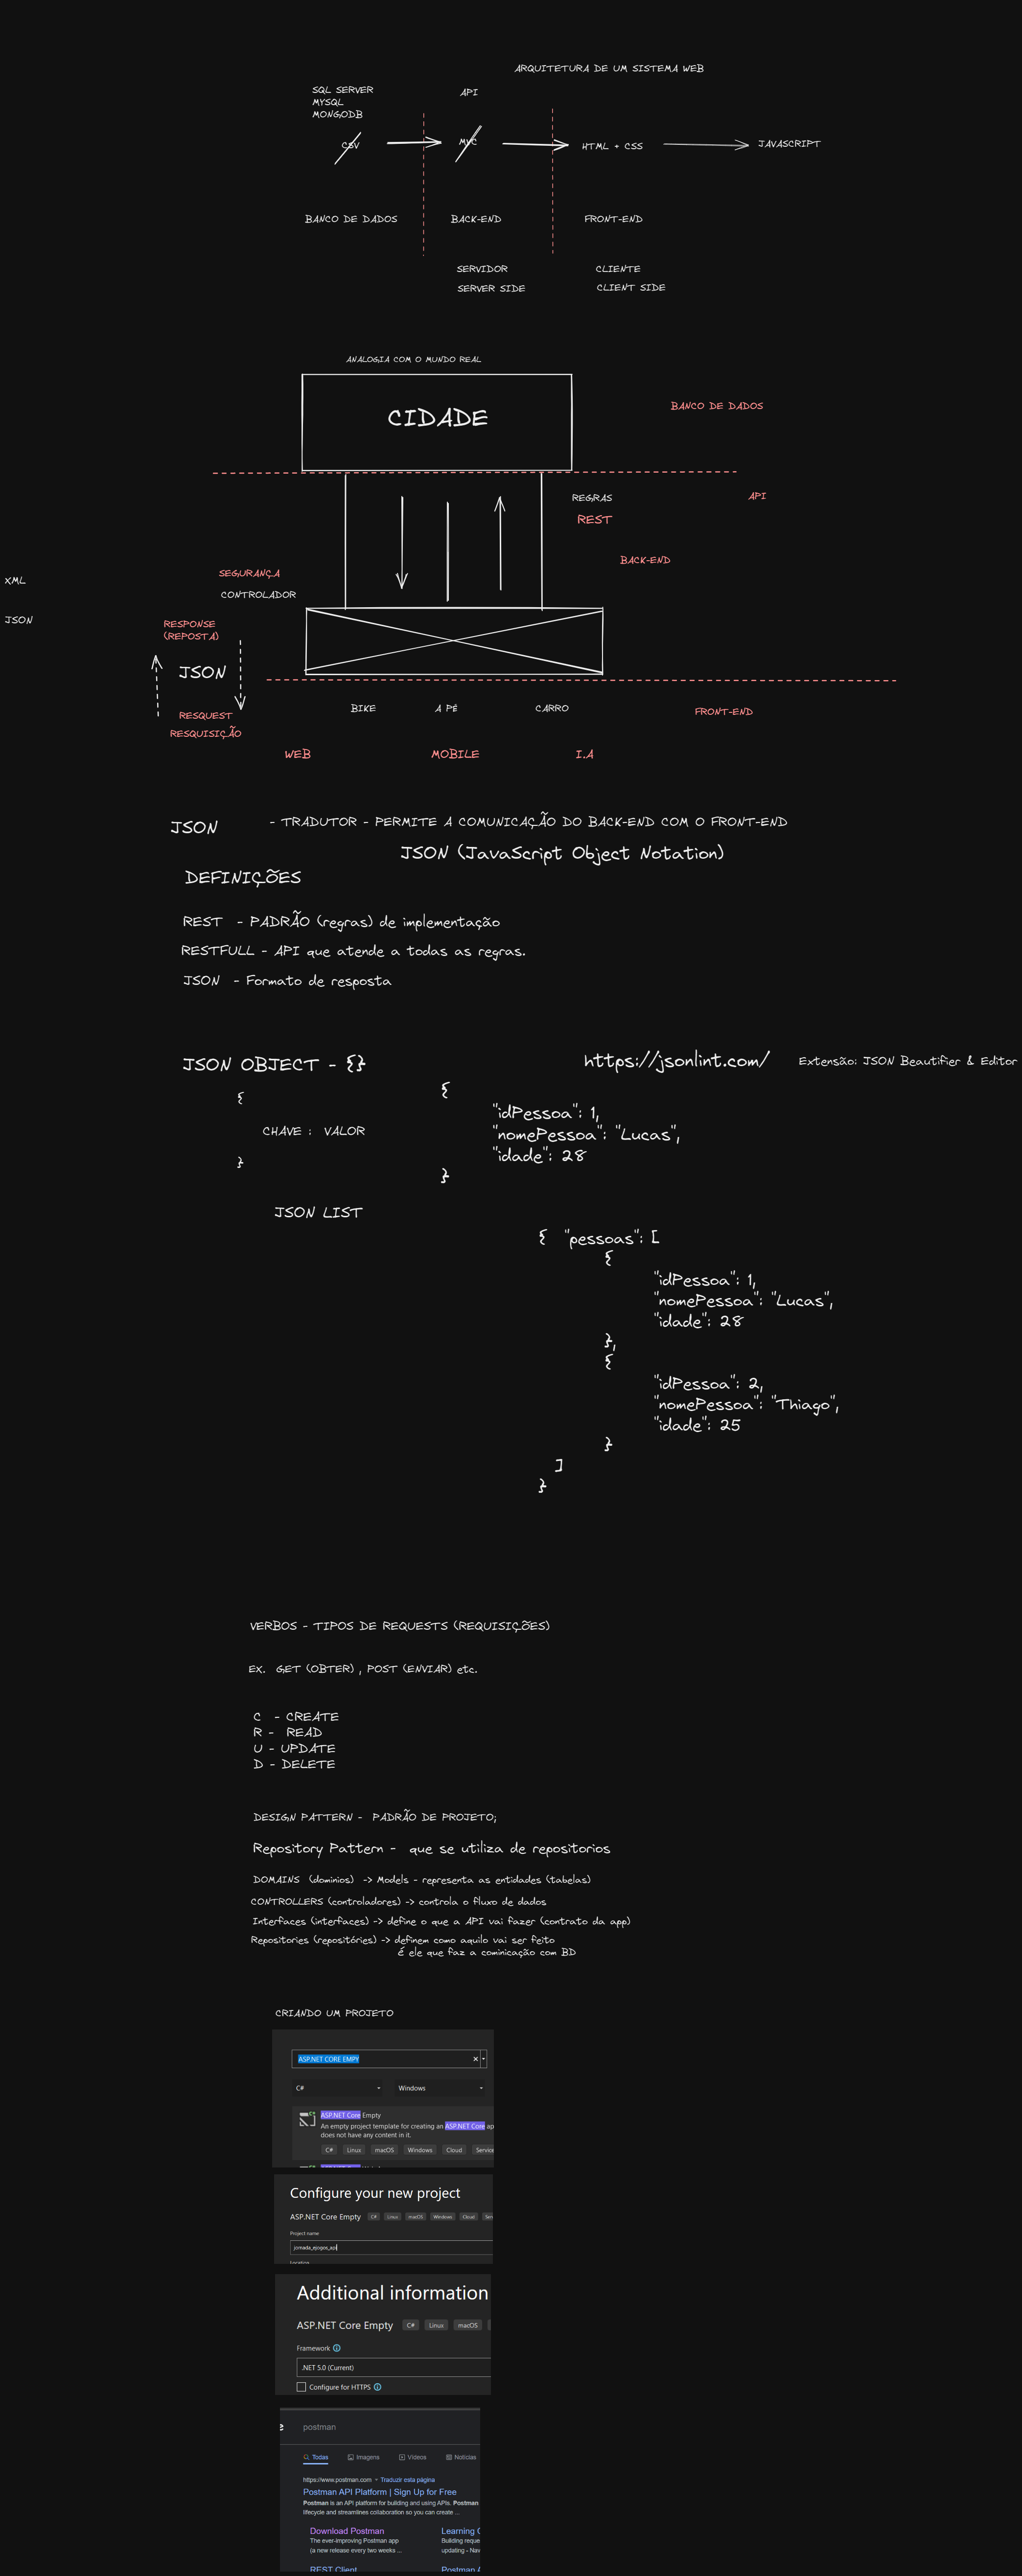 ARQUITETURA DE UM SISTEMA WEB
SQL SERVER
MYSQL
MONGODB
API
CSV
MVC
HTML + CSS
JAVASCRIPT
BANCO DE DADOS
BACK-END
FRONT-END
SERVIDOR
CLIENTE
SERVER SIDE
CLIENT SIDE
ANALOGIA COM O MUNDO REAL
CIDADE
BANCO DE DADOS
REGRAS
API
REST
BACK-END
SEGURANÇA
XML
CONTROLADOR
JSON
RESPONSE
(REPOSTA)
JSON
RESQUEST
RESQUISIÇÃO
BIKE
A PÉ
CARRO
FRONT-END
WEB
MOBILE
I.A
JSON - TRADUTOR - PERMITE A COMUNICAÇÃO DO BACK-END COM O FRONT-END
JSON (JavaScript Object Notation)
DEFINIÇÕES
REST - PADRÃO (regras) de implementação
RESTFULL - API que atende a todas as regras.
JSON - Formato de resposta
JSON OBJECT - {}
https://jsonlint.com/
Extensão: JSON Beautifier & Editor
{
CHAVE : VALOR
}
{
"idPessoa": 1,
"nomePessoa": "Lucas",
"idade": 28
}
JSON LIST
{ "pessoas": [
{
"idPessoa": 1,
"nomePessoa": "Lucas",
"idade": 28
},
{
"idPessoa": 2,
"nomePessoa": "Thiago",
"idade": 25
}
]
}
VERBOS - TIPOS DE REQUESTS (REQUISIÇÕES)
EX. GET (OBTER) , POST (ENVIAR) etc.
C - CREATE
R - READ
U - UPDATE
D - DELETE
DESIGN PATTERN - PADRÃO DE PROJETO;
Repository Pattern - que se utiliza de repositorios
DOMAINS (dominios) -> Models - representa as entidades (tabelas)
CONTROLLERS (controladores) -> controla o fluxo de dados
Interfaces (interfaces) -> define o que a API vai fazer (contrato da app)
Repositories (repositóries) -> definem como aquilo vai ser feito
É ele que faz a cominicação com BD
CRIANDO UM PROJETO
ASP.NET CORE EMPY
C#
Windows
ASP.NET Core Empty
An empty project template for creating an ASP.NET Core ap
does not have any content in it.
C# Linux macOS Windows Cloud Service
Configure your new project
ASP.NET Core Empty C# Linux macOS Windows Cloud Serv
Project name
Location
Additional information
ASP.NET Core Empty C# Linux macOS
Framework
.NET 5.0 (Current)
Configure for HTTPS
e postman
Todas Imagens Vídeos Notícias
https://www.postman.com Traduzir esta página
Postman API Platform | Sign Up for Free
Postman is an API platform for building and using APIs. Postman
lifecycle and streamlines collaboration so you can create ...
Download Postman
The ever-improving Postman app
(a new release every two weeks ...
Learning
Building reque
updating - Nav
REST Client
Postman A